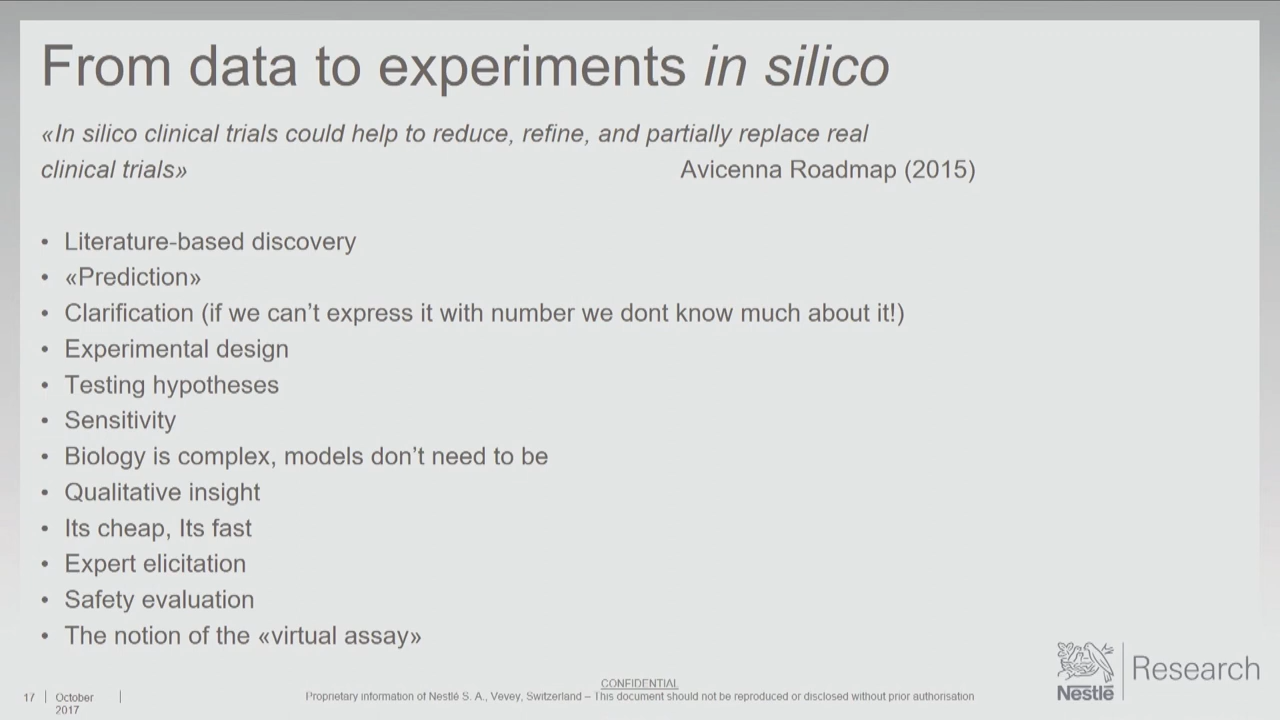 From data to experiments in silico
«In silico clinical trials could help to reduce, refine, and partially replace real
clinical trials» Avicenna Roadmap (2015)
• Literature-based discovery
• «Prediction»
• Clarification (if we can't express it with number we dont know much about it!)
• Experimental design
• Testing hypotheses
• Sensitivity
• Biology is complex, models don't need to be
• Qualitative insight
• Its cheap, Its fast
• Expert elicitation
• Safety evaluation
• The notion of the «virtual assay»
Nestlé Research
CONFIDENTIAL
17 | October |
2017
Proprietary information of Nestlé S. A., Vevey, Switzerland – This document should not be reproduced or disclosed without prior authorisation